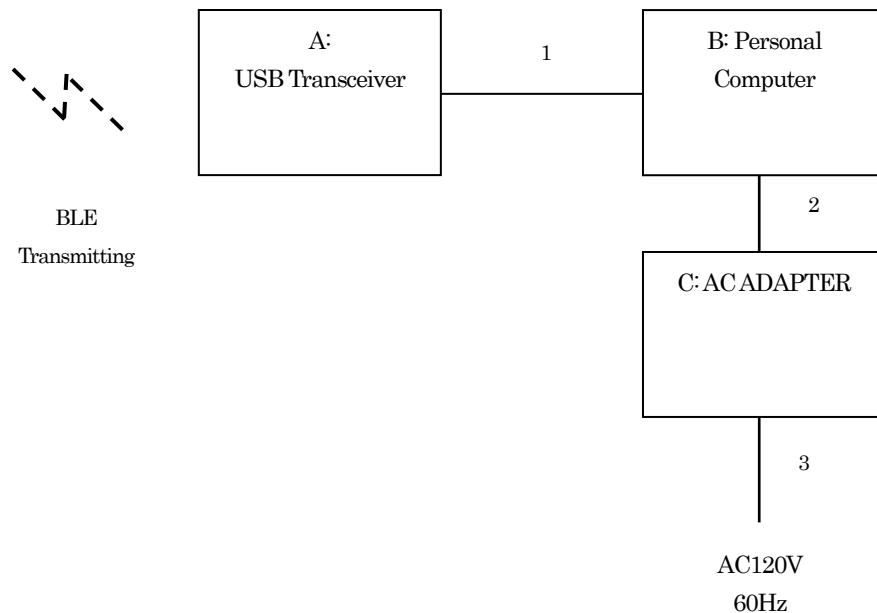 A:
USB Transceiver
1
B: Personal
Computer
BLE
Transmitting
2
C: AC ADAPTER
3
AC120V
60Hz